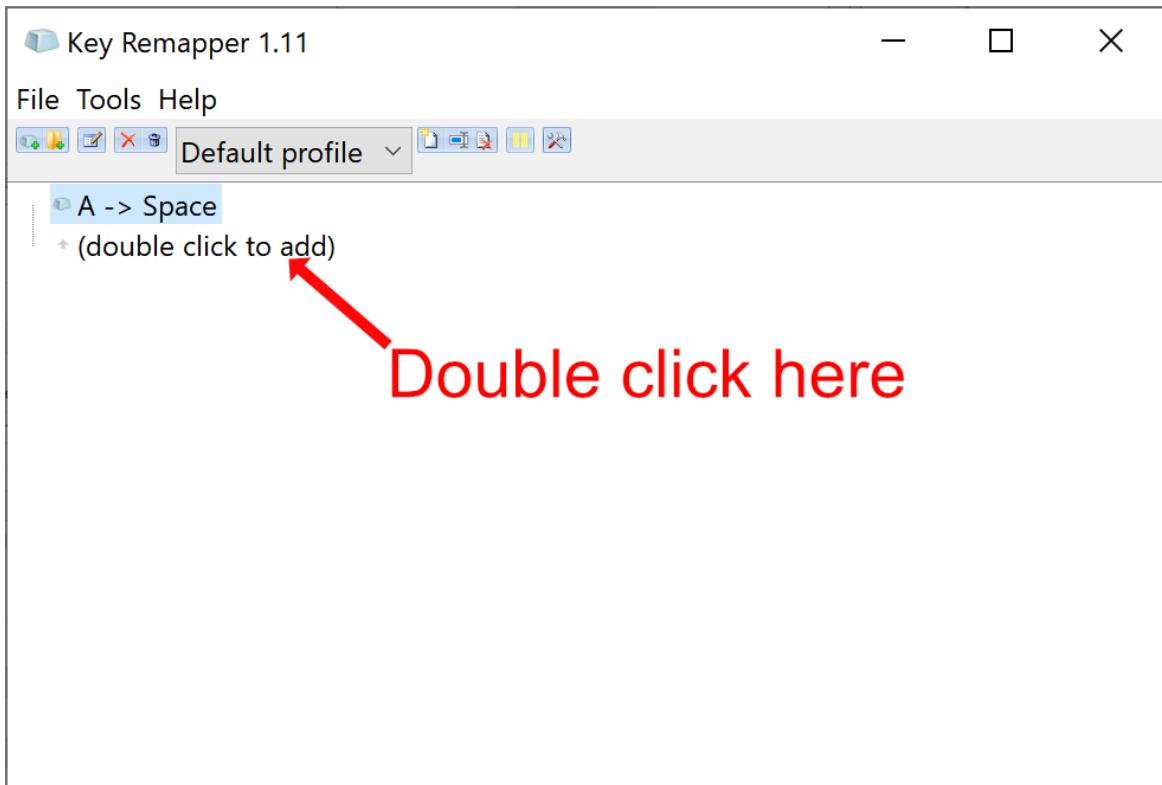 Key Remapper 1.11
File Tools Help
Default profile
A -> Space
(double click to add)
Double click here